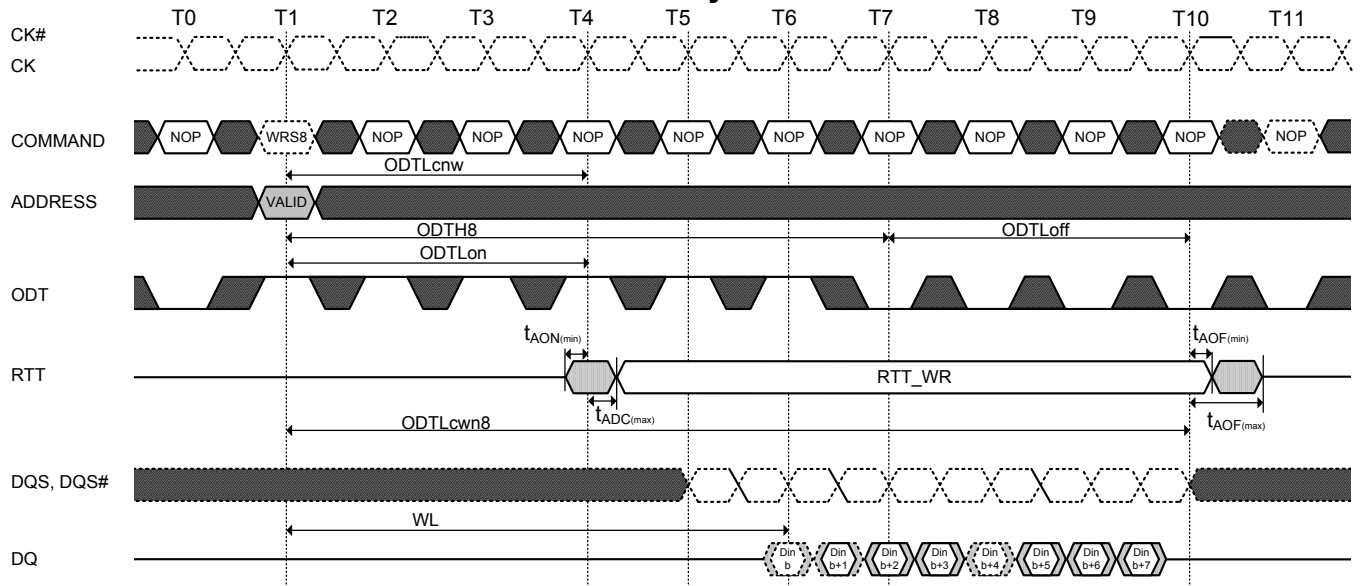 T0 T1 T2 T3 T4 T5 T6 T7 T8 T9 T10 T11
CK#
CK
COMMAND NOP WRS8 NOP NOP NOP NOP NOP NOP NOP NOP NOP NOP
ODTLcnw
ADDRESS VALID
ODTH8 ODTLoff
ODTLon
ODT
tAON(min) tAOF(min)
RTT RTT_WR
tADC(max) tAOF(max)
ODTLcwn8
DQS, DQS#
WL
DQ Din b Din b+1 Din b+2 Din b+3 Din b+4 Din b+5 Din b+6 Din b+7